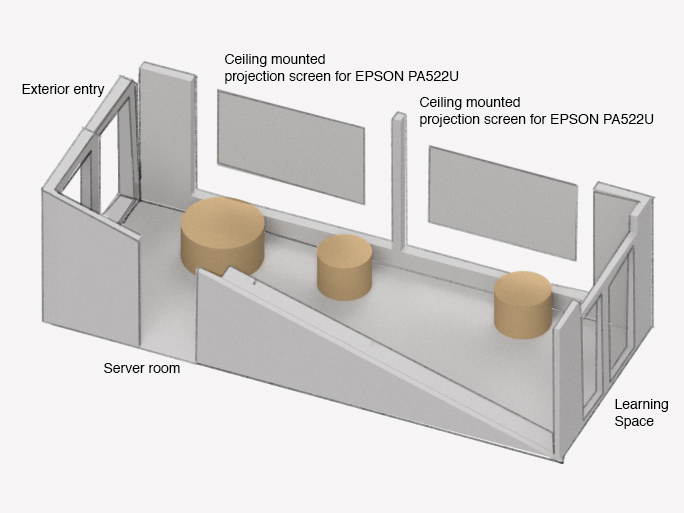 Ceiling mounted
projection screen for EPSON PA522U
Exterior entry
Ceiling mounted
projection screen for EPSON PA522U
Server room
Learning
Space